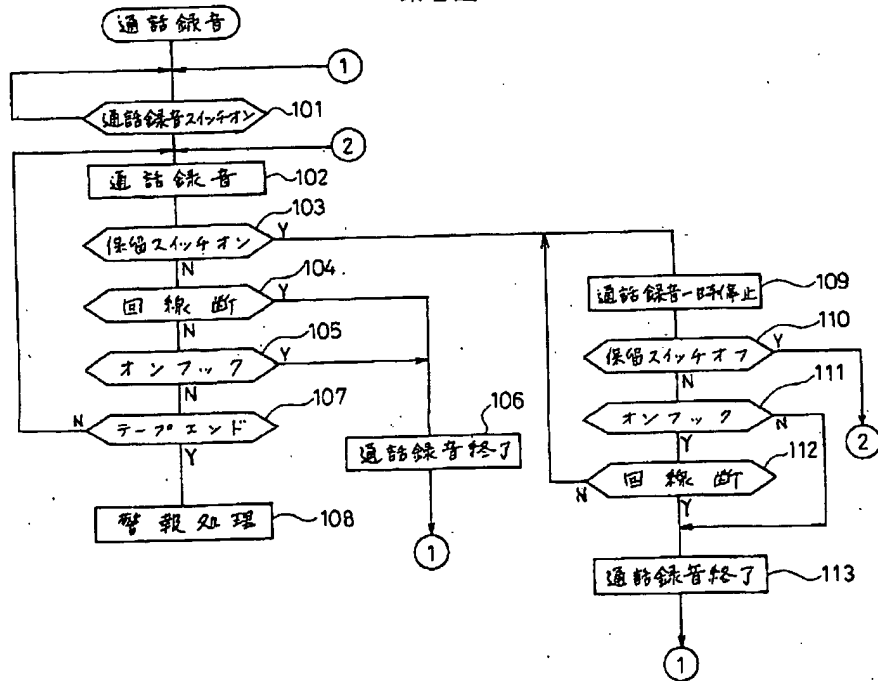 通話録音
①
通話録音スイッチオン
101
②
通話録音
102
103
保留スイッチオン
Y
N
104
回線断
Y
N
105
オンフック
Y
N
107
テープエンド
N
Y
106
通話録音終了
①
警報処理
108
通話録音一時停止
109
110
保留スイッチオフ
Y
N
②
111
オンフック
N
Y
112
回線断
N
Y
通話録音終了
113
①